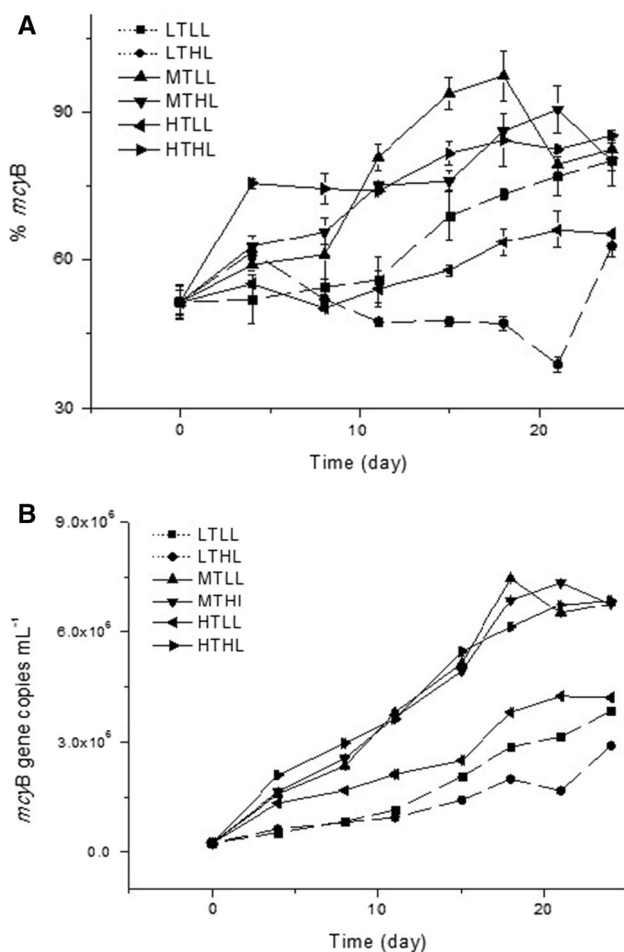 A
LTLL
LTHL
MTLL
MTHL
HTLL
HTHL
90
60
30
% mcyB
0
10
20
Time (day)
B
9.0x10⁶
6.0x10⁶
3.0x10⁶
0.0
LTLL
LTHL
MTLL
MTHI
HTLL
HTHL
mcyB gene copies mL⁻¹
0
10
20
Time (day)